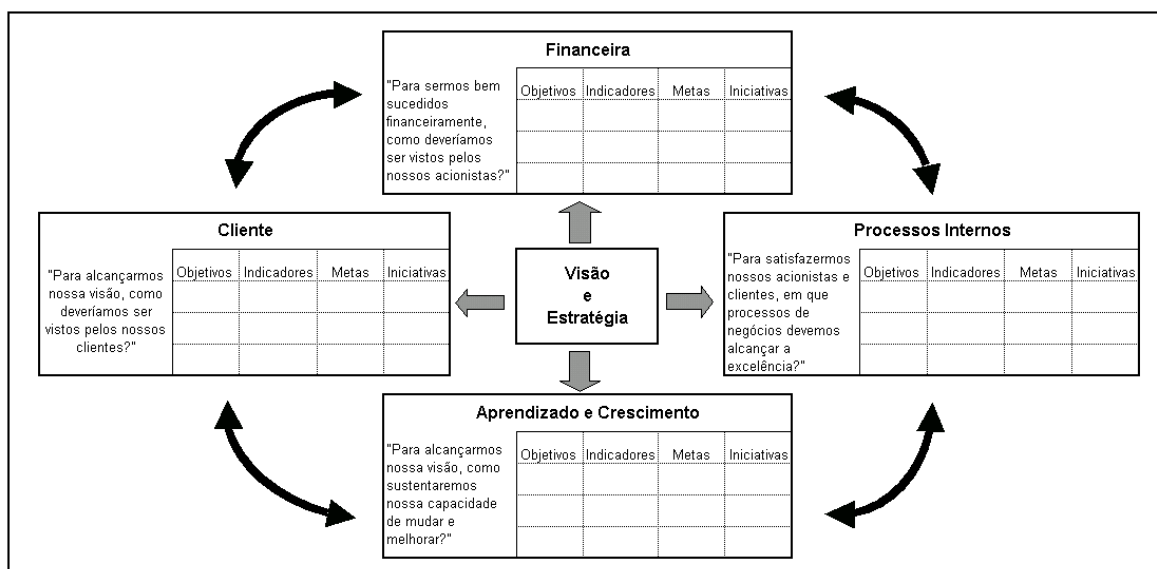 Financeira
"Para sermos bem
sucedidos
financeiramente,
como deveríamos
ser vistos pelos
nossos acionistas?"
Objetivos Indicadores Metas Iniciativas
Cliente
"Para alcançarmos
nossa visão, como
deveríamos ser
vistos pelos nossos
clientes?"
Objetivos Indicadores Metas Iniciativas
Visão
e
Estratégia
Processos Internos
"Para satisfazermos
nossos acionistas e
clientes, em que
processos de
negócios devemos
alcançar a
excelência?"
Objetivos Indicadores Metas Iniciativas
Aprendizado e Crescimento
"Para alcançarmos
nossa visão, como
sustentaremos
nossa capacidade
de mudar e
melhorar?"
Objetivos Indicadores Metas Iniciativas